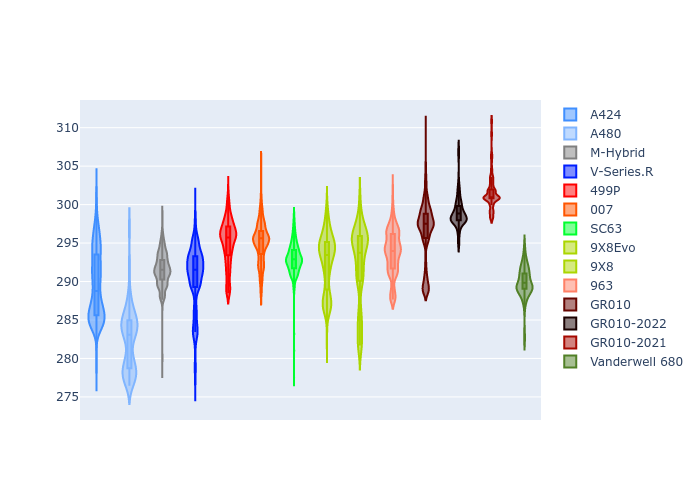 310
305
300
295
290
285
280
275
A424
A480
M-Hybrid
V-Series.R
499P
007
SC63
9X8Evo
9X8
963
GR010
GR010-2022
GR010-2021
Vanderwell 680